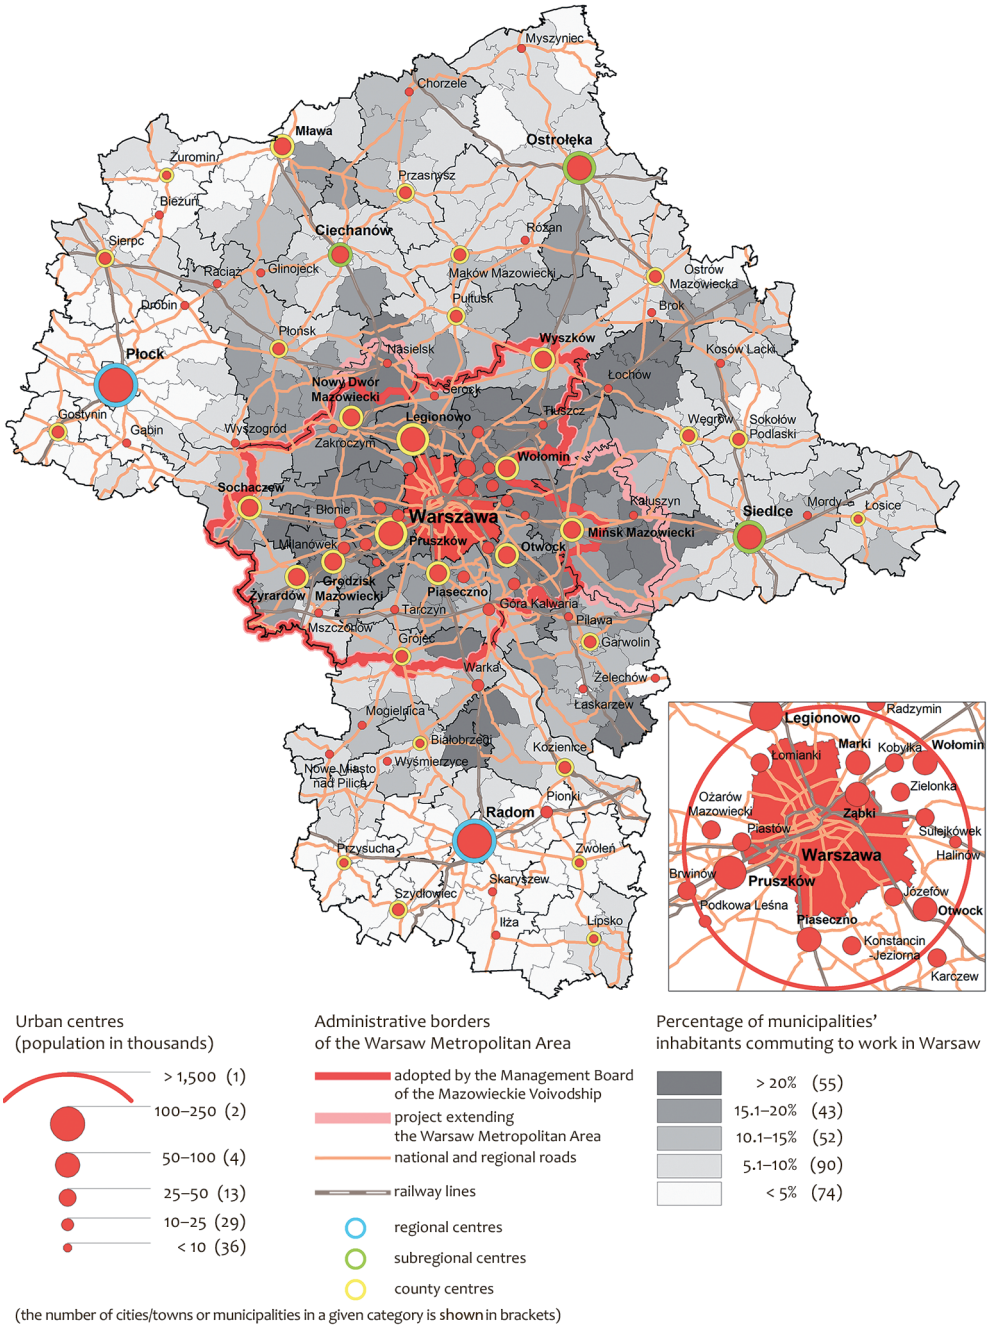 Myszyniec
Chorzele
Ostrołęka
Mława
Żuromin
Przasnysz
Bieżuń
Ciechanów
Różan
Sierpc
Raciąż
Glinojeck
Maków Mazowiecki
Ostrów
Mazowiecka
Drobin
Pułtusk
Brok
Płońsk
Wyszków
Płock
Nasielsk
Kosów Lacki
Nowy Dwór
Mazowiecki
Serock
Łochów
Gostynin
Gąbin
Wyszogród
Legionowo
Tłuszcz
Węgrów
Sokołów
Podlaski
Zakroczym
Wołomin
Sochaczew
Kałuszyn
Mordy
Łosice
Błonie
Warszawa
Siedlce
Milanówek
Pruszków
Otwock
Mińsk Mazowiecki
Grodzisk
Mazowiecki
Żyrardów
Piaseczno
Mszczonów
Tarczyn
Góra Kalwaria
Pilawa
Grójec
Garwolin
Warka
Żelechów
Łaskarzew
Mogielnica
Białobrzegi
Kozienice
Nowe Miasto
nad Pilicą
Wyśmierzyce
Pionki
Radom
Przysucha
Zwoleń
Skaryszew
Szydłowiec
Iłża
Lipsko
Radzymin
Legionowo
Marki
Kobyłka
Wołomin
Łomianki
Zielonka
Ożarów
Mazowiecki
Ząbki
Piastów
Sulejkówek
Warszawa
Halinów
Brwinów
Pruszków
Józefów
Podkowa Leśna
Otwock
Piaseczno
Konstancin
-Jeziorna
Karczew
Urban centres
(population in thousands)
> 1,500 (1)
100–250 (2)
50–100 (4)
25–50 (13)
10–25 (29)
< 10 (36)
Administrative borders
of the Warsaw Metropolitan Area
adopted by the Management Board
of the Mazowieckie Voivodship
project extending
the Warsaw Metropolitan Area
national and regional roads
railway lines
regional centres
subregional centres
county centres
Percentage of municipalities’
inhabitants commuting to work in Warsaw
> 20% (55)
15.1–20% (43)
10.1–15% (52)
5.1–10% (90)
< 5% (74)
(the number of cities/towns or municipalities in a given category is shown in brackets)